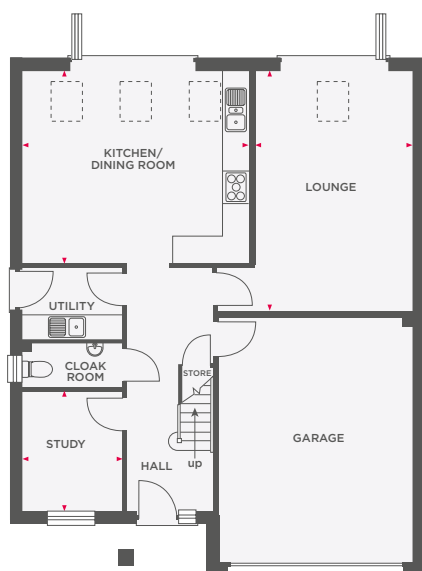 KITCHEN/
DINING ROOM
LOUNGE
UTILITY
CLOAK
ROOM
STORE
STUDY
HALL
up
GARAGE